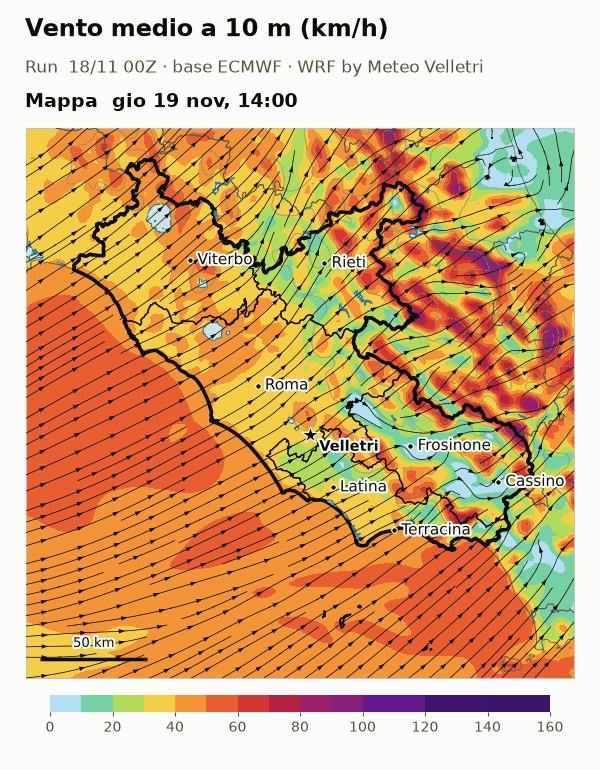 Vento medio a 10 m (km/h)
Run 18/11 00Z · base ECMWF · WRF by Meteo Velletri
Mappa gio 19 nov, 14:00
Viterbo
Rieti
Roma
Velletri
Frosinone
Latina
Cassino
Terracina
50 km
0 20 40 60 80 100 120 140 160